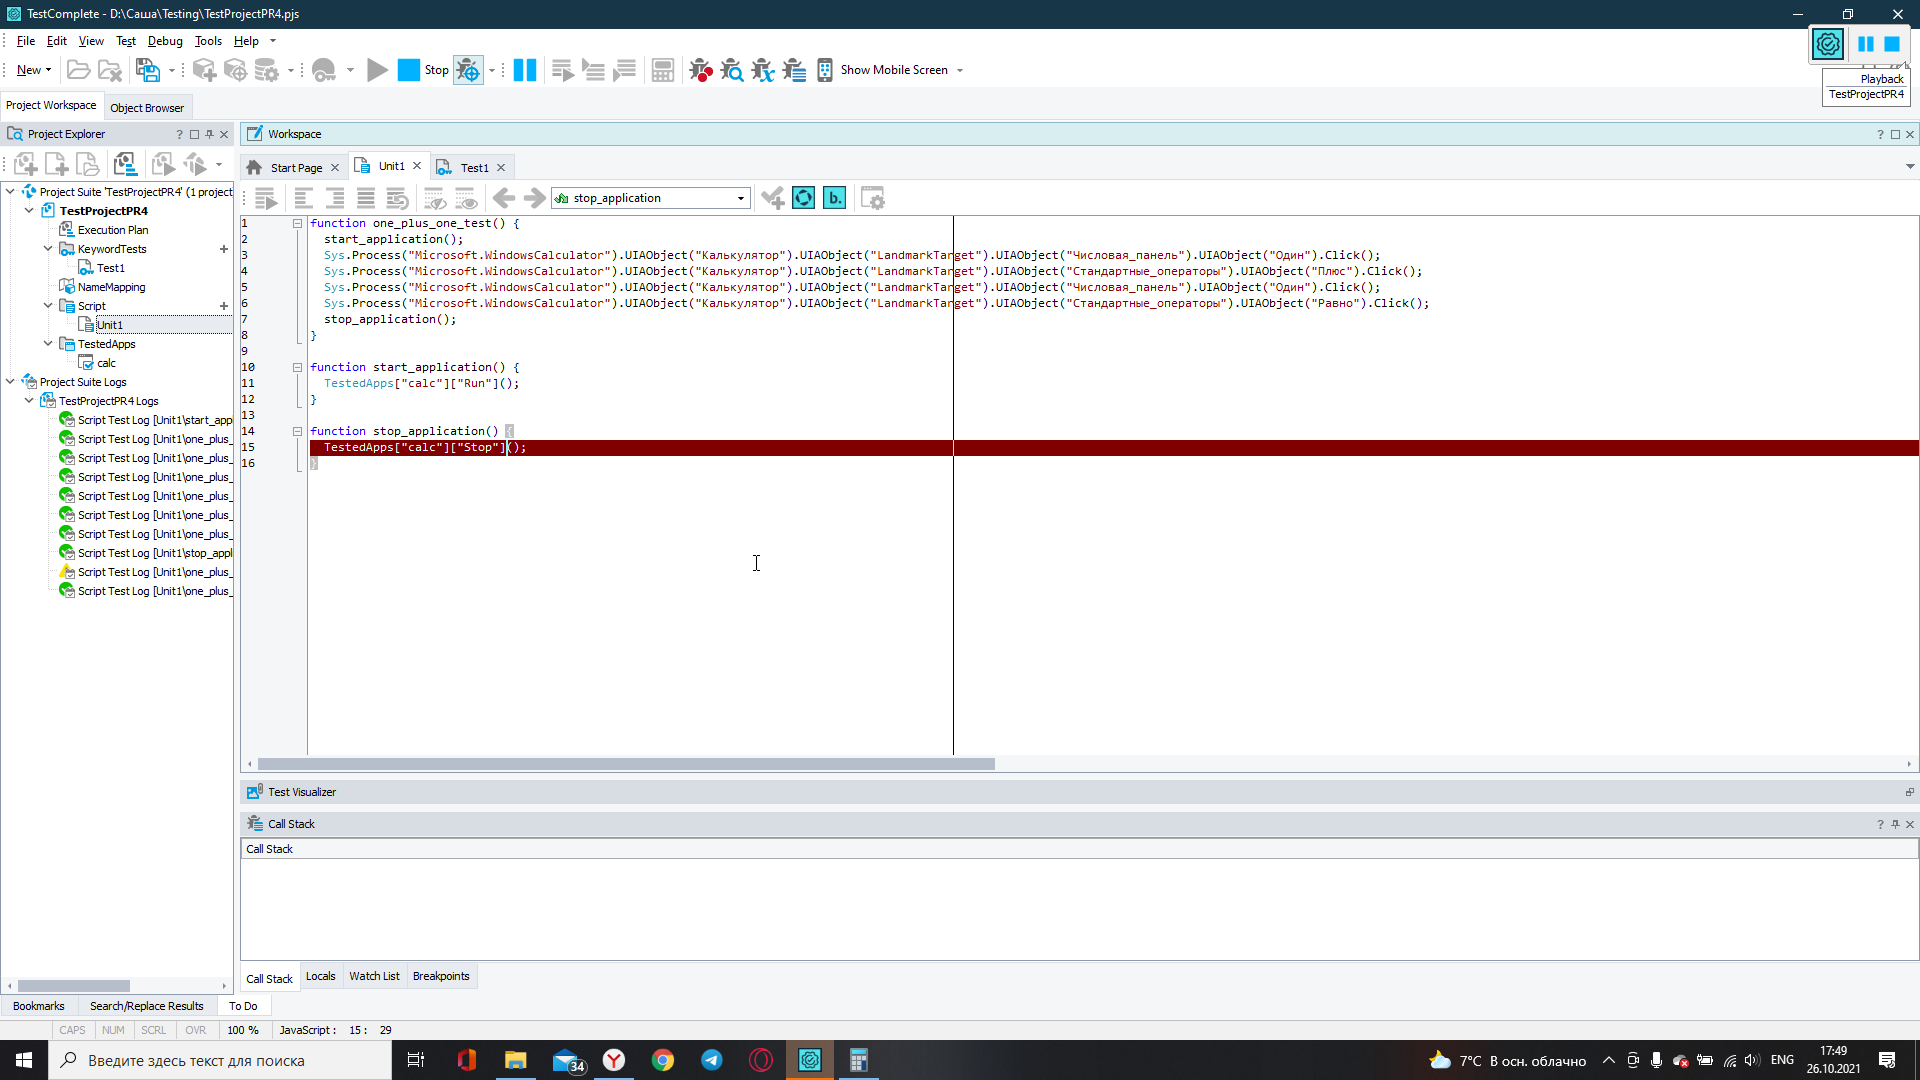 TestComplete - D:\Саша\Testing\TestProjectPR4.pjs
File Edit View Test Debug Tools Help
New Stop Show Mobile Screen
Playback
TestProjectPR4
Project Workspace Object Browser
Project Explorer ?
Workspace ?
Start Page Unit1 Test1
stop_application b.
Project Suite 'TestProjectPR4' (1 project
TestProjectPR4
Execution Plan
KeywordTests +
Test1
NameMapping
Script +
Unit1
TestedApps
calc
Project Suite Logs
TestProjectPR4 Logs
Script Test Log [Unit1\start_appl
Script Test Log [Unit1\one_plus_
Script Test Log [Unit1\one_plus_
Script Test Log [Unit1\one_plus_
Script Test Log [Unit1\one_plus_
Script Test Log [Unit1\one_plus_
Script Test Log [Unit1\one_plus_
Script Test Log [Unit1\stop_appl
Script Test Log [Unit1\one_plus_
Script Test Log [Unit1\one_plus_
1 function one_plus_one_test() {
2 start_application();
3 Sys.Process("Microsoft.WindowsCalculator").UIAObject("Калькулятор").UIAObject("LandmarkTarget").UIAObject("Числовая_панель").UIAObject("Один").Click();
4 Sys.Process("Microsoft.WindowsCalculator").UIAObject("Калькулятор").UIAObject("LandmarkTarget").UIAObject("Стандартные_операторы").UIAObject("Плюс").Click();
5 Sys.Process("Microsoft.WindowsCalculator").UIAObject("Калькулятор").UIAObject("LandmarkTarget").UIAObject("Числовая_панель").UIAObject("Один").Click();
6 Sys.Process("Microsoft.WindowsCalculator").UIAObject("Калькулятор").UIAObject("LandmarkTarget").UIAObject("Стандартные_операторы").UIAObject("Равно").Click();
7 stop_application();
8 }
9
10 function start_application() {
11 TestedApps["calc"]["Run"]();
12 }
13
14 function stop_application() {
15 TestedApps["calc"]["Stop"]();
16 }
Test Visualizer
Call Stack ?
Call Stack
Call Stack Locals Watch List Breakpoints
Bookmarks Search/Replace Results To Do
CAPS NUM SCRL OVR 100 % JavaScript : 15 : 29
Введите здесь текст для поиска
34
7°C В осн. облачно
ENG
17:49
26.10.2021